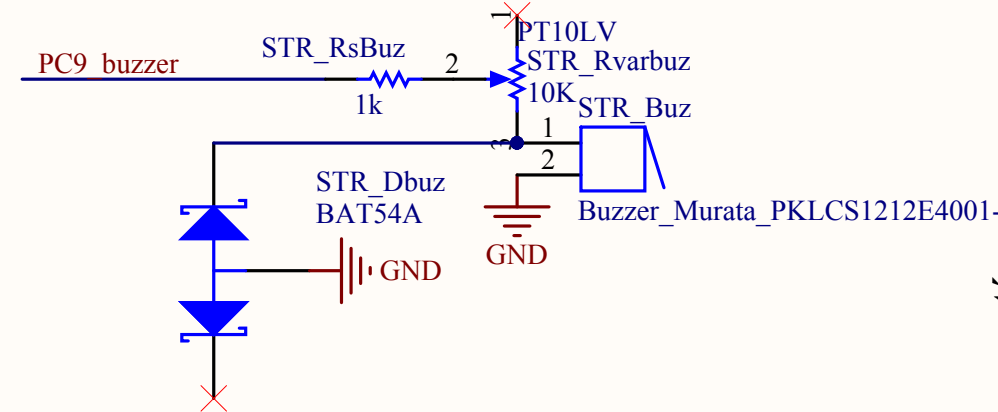 1
PT10LV
STR_RsBuz
PC9_buzzer
2
STR_Rvarbuz
1k
10K
STR_Buz
1
3
2
STR_Dbuz
BAT54A
Buzzer_Murata_PKLCS1212E4001-
GND
GND